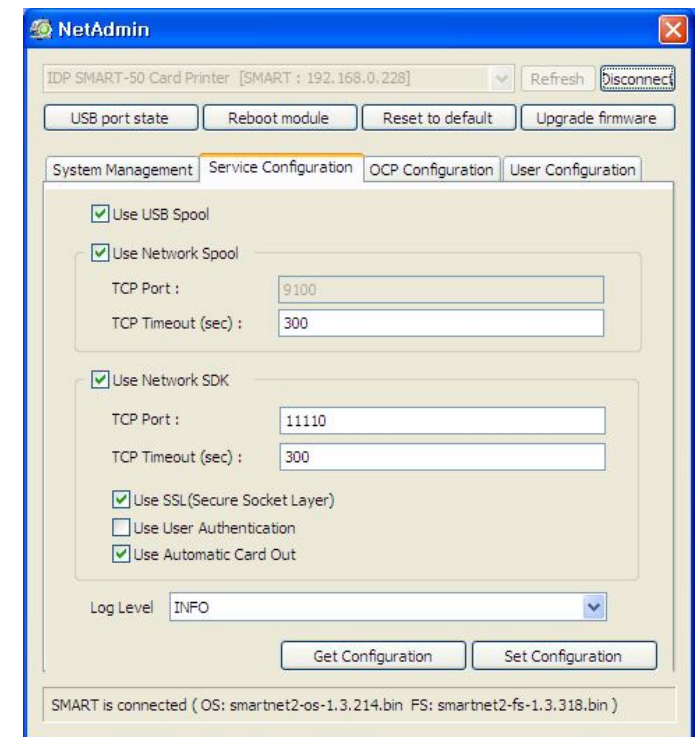 NetAdmin
IDP SMART-50 Card Printer [SMART : 192.168.0.228] Refresh Disconnect
USB port state Reboot module Reset to default Upgrade firmware
System Management Service Configuration OCP Configuration User Configuration
Use USB Spool
Use Network Spool
TCP Port : 9100
TCP Timeout (sec) : 300
Use Network SDK
TCP Port : 11110
TCP Timeout (sec) : 300
Use SSL(Secure Socket Layer)
Use User Authentication
Use Automatic Card Out
Log Level INFO
Get Configuration Set Configuration
SMART is connected ( OS: smartnet2-os-1.3.214.bin FS: smartnet2-fs-1.3.318.bin )